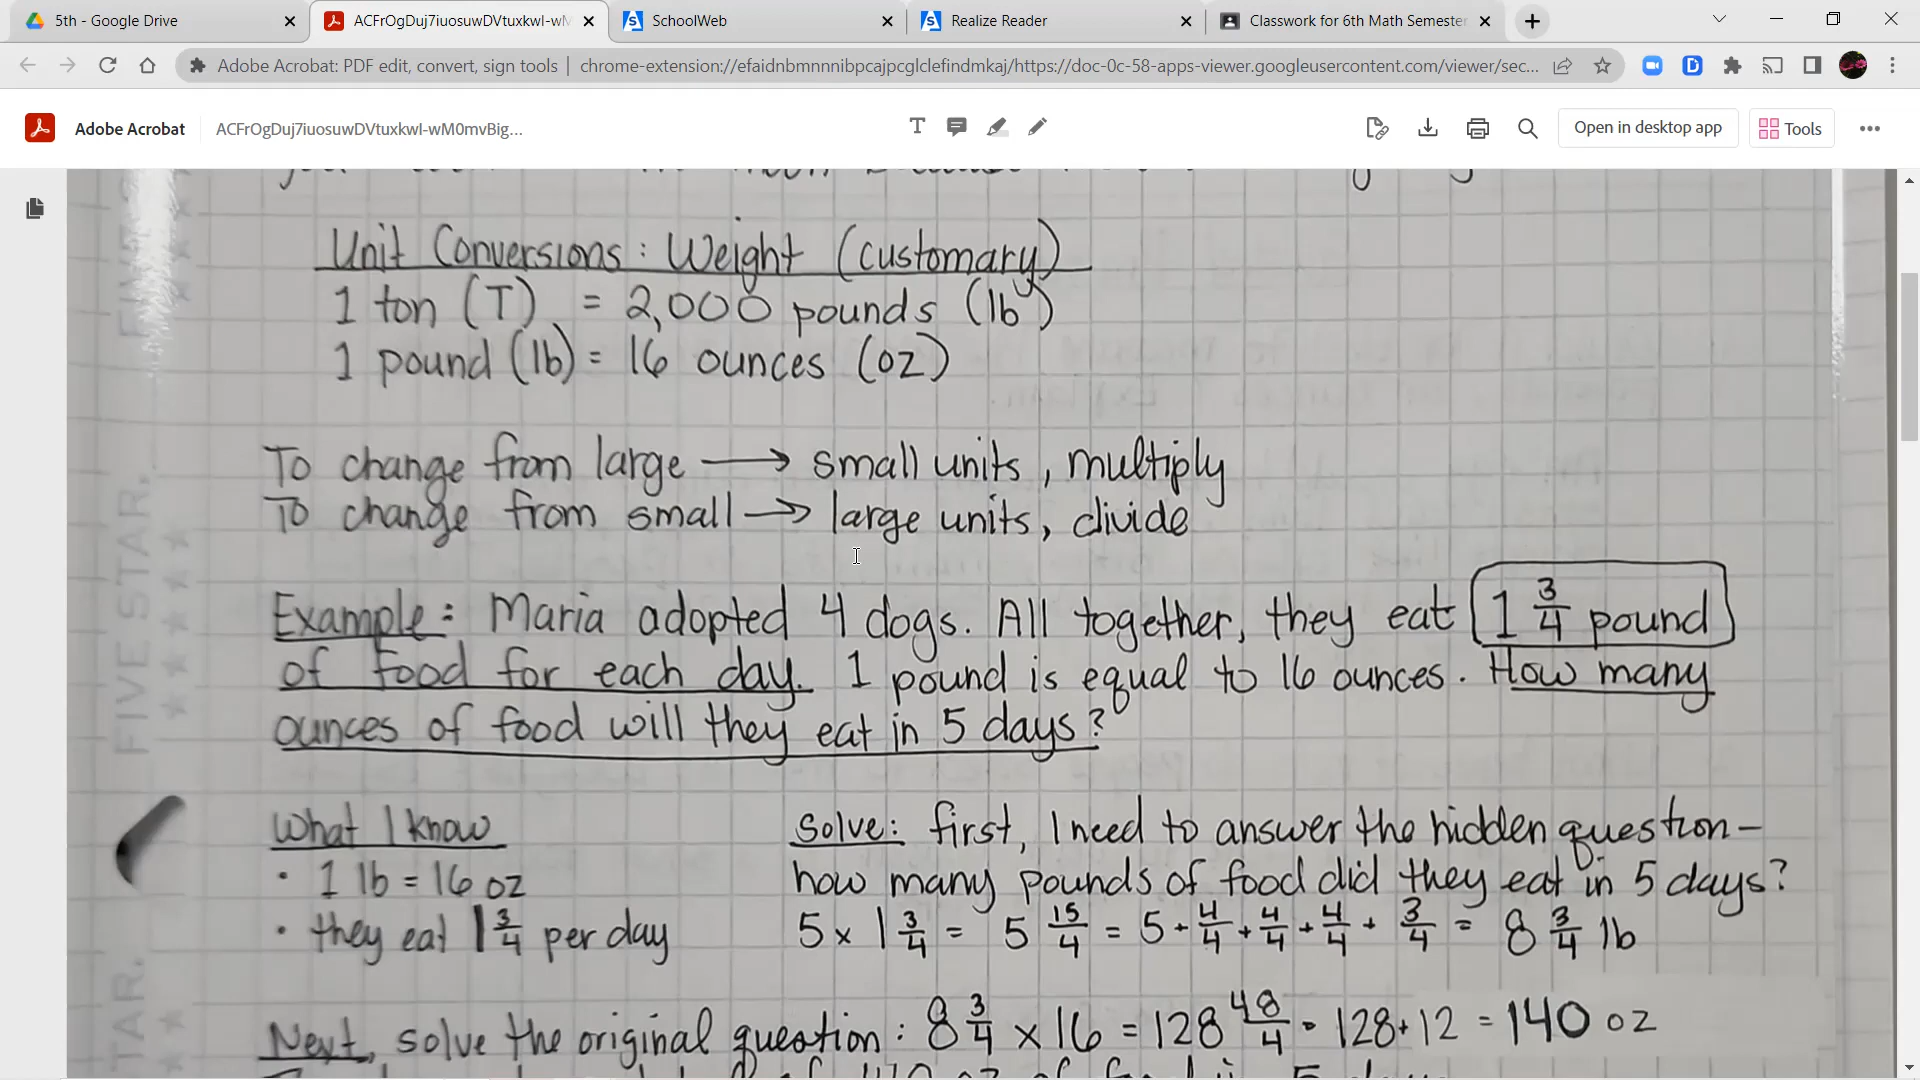 5th - Google Drive
ACFrOgDuj7iuosuwDVtuxkwl-wM
SchoolWeb
Realize Reader
Classwork for 6th Math Semester
Adobe Acrobat: PDF edit, convert, sign tools | chrome-extension://efaidnbmnnnibpcajpcglclefindmkaj/https://doc-0c-58-apps-viewer.googleusercontent.com/viewer/sec...
Adobe Acrobat
ACFrOgDuj7iuosuwDVtuxkwl-wM0mvBig...
Open in desktop app
Tools
Unit Conversions: Weight (customary)
1 ton (T) = 2,000 pounds (lb)
1 pound (lb) = 16 ounces (oz)
To change from large → small units, multiply
To change from small → large units, divide
Example: Maria adopted 4 dogs. All together, they eat 1 3/4 pound
of food for each day. 1 pound is equal to 16 ounces. How many
ounces of food will they eat in 5 days?
What I know
• 1 lb = 16 oz
• they eat 1 3/4 per day
Solve: first, I need to answer the hidden question -
how many pounds of food did they eat in 5 days?
5 x 1 3/4 = 5 15/4 = 5 + 4/4 + 4/4 + 4/4 + 3/4 = 8 3/4 lb
Next, solve the original question: 8 3/4 x 16 = 128 48/4 = 128 + 12 = 140 oz
FIVE STAR.